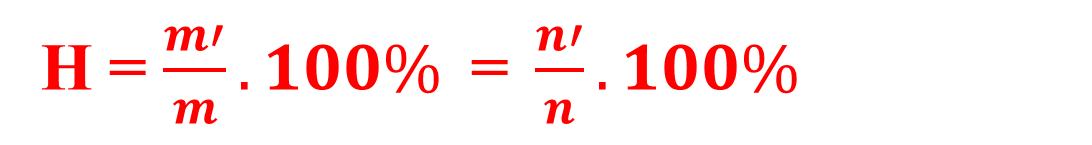 H = m′/m . 100% = n′/n . 100%